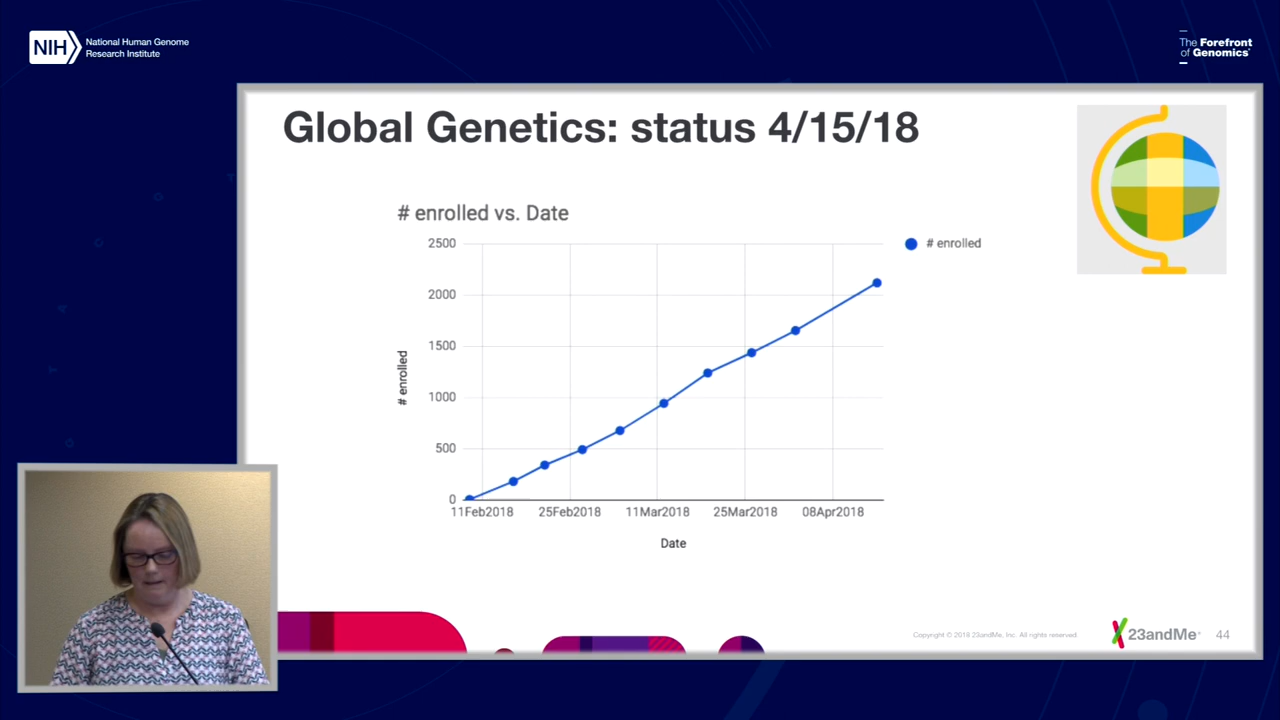 NIH
National Human Genome
Research Institute
The Forefront
of Genomics®
Global Genetics: status 4/15/18
# enrolled vs. Date
# enrolled
2500
2000
1500
1000
500
0
# enrolled
11Feb2018
25Feb2018
11Mar2018
25Mar2018
08Apr2018
Date
Copyright © 2018 23andMe, Inc. All rights reserved.
23andMe
44